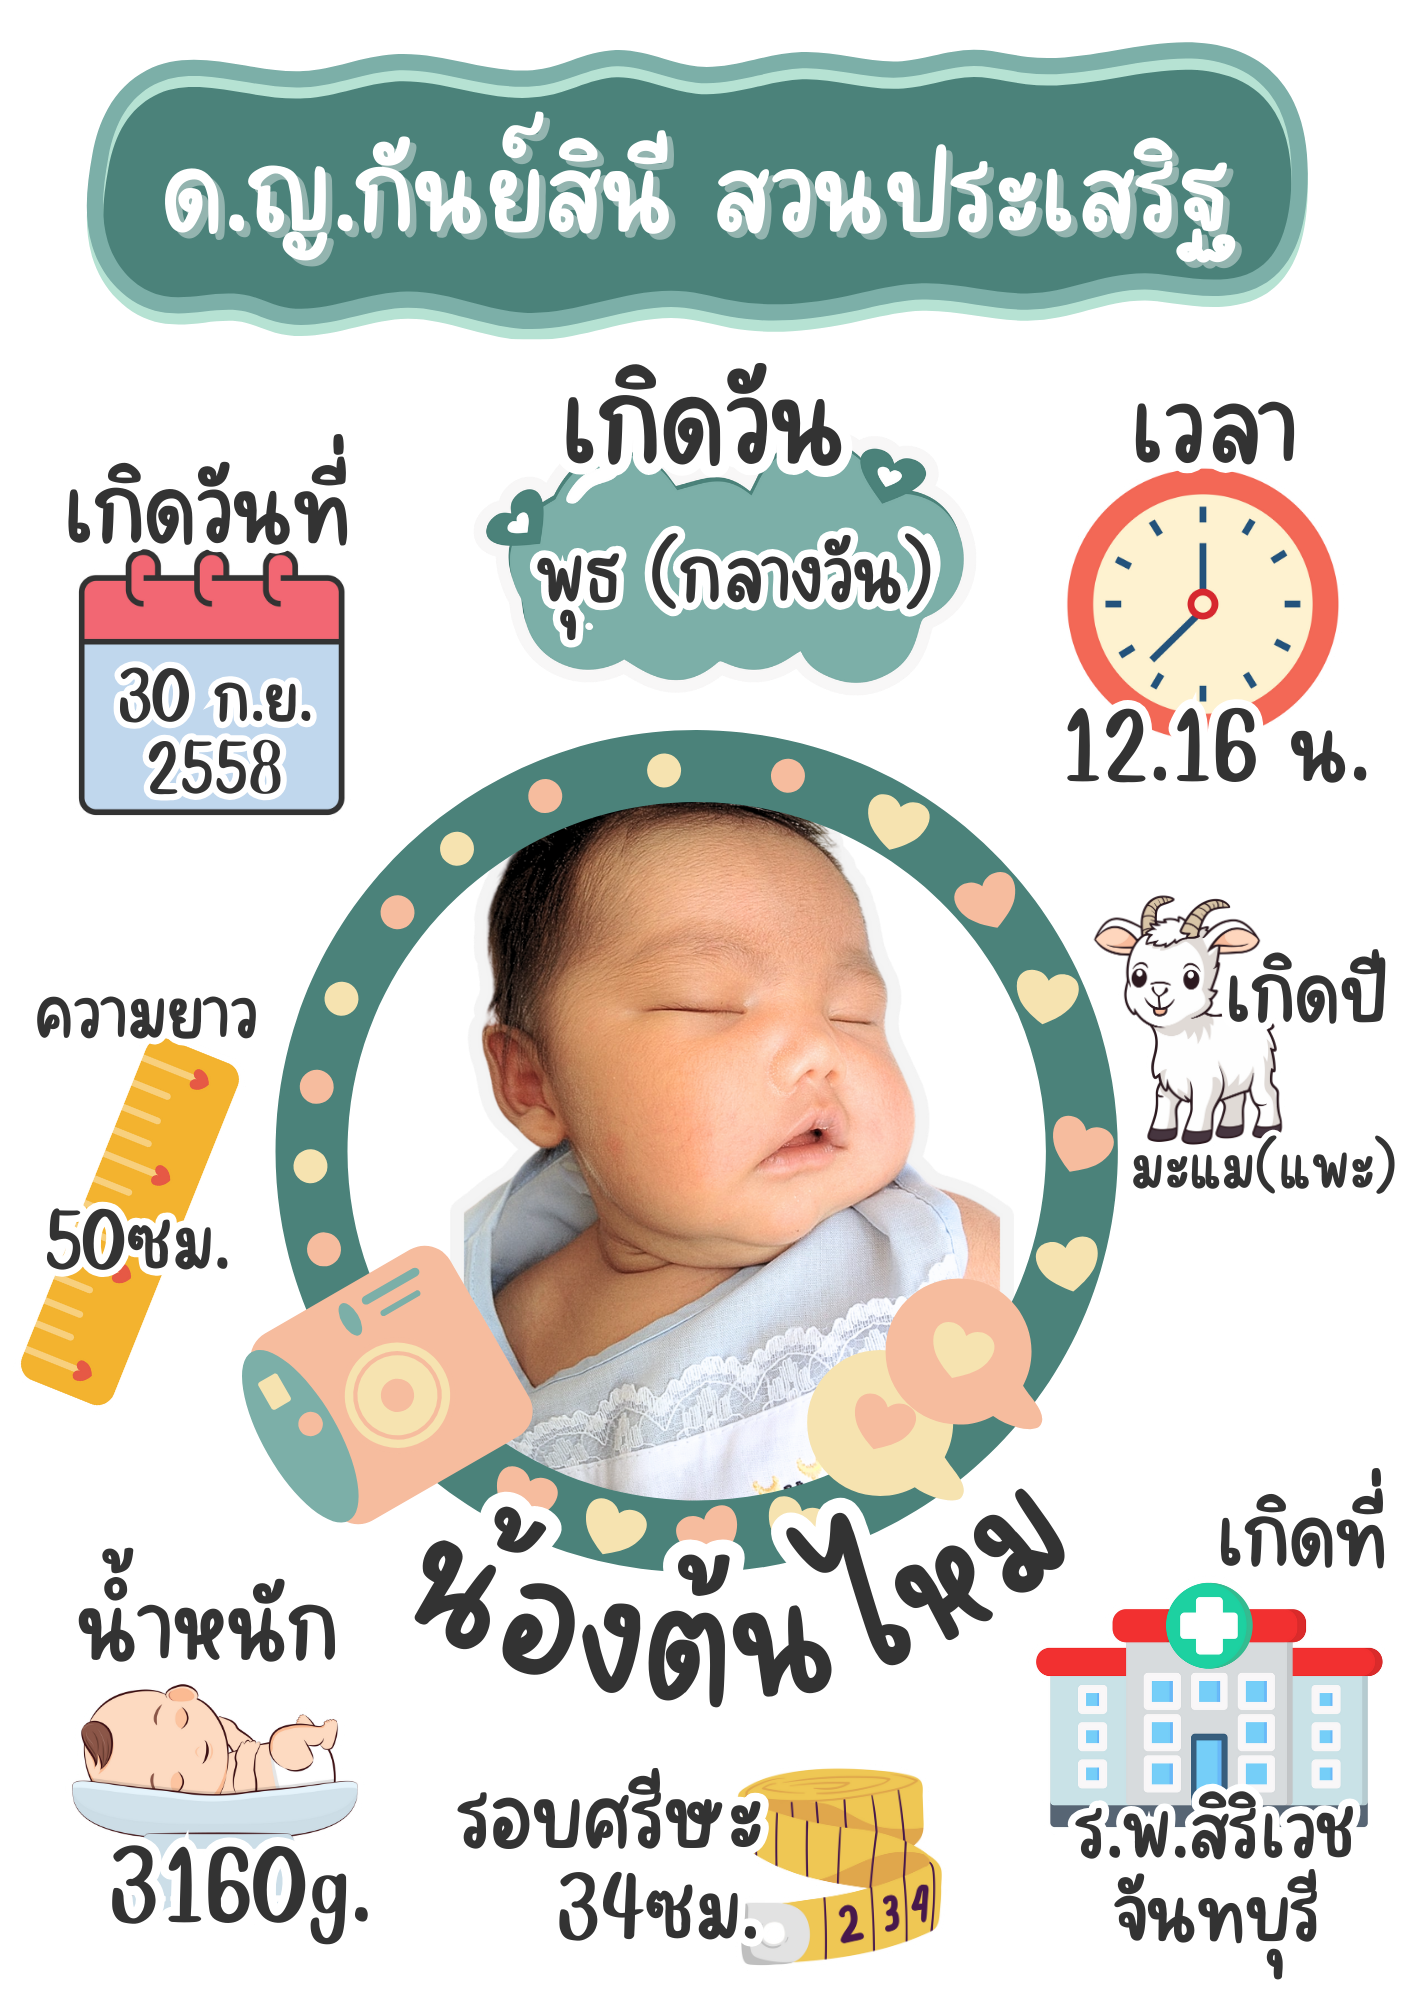 ด.ญ.กันย์สินี สวนประเสริฐ
เกิดวัน
พุธ (กลางวัน)
เวลา
12.16 น.
เกิดวันที่
30 ก.ย.
2558
เกิดปี
มะแม(แพะ)
ความยาว
50ซม.
น้องต้นไหม
เกิดที่
ร.พ.สิริเวช
จันทบุรี
น้ำหนัก
3160g.
รอบศรีษะ
34ซม.
2 3 4